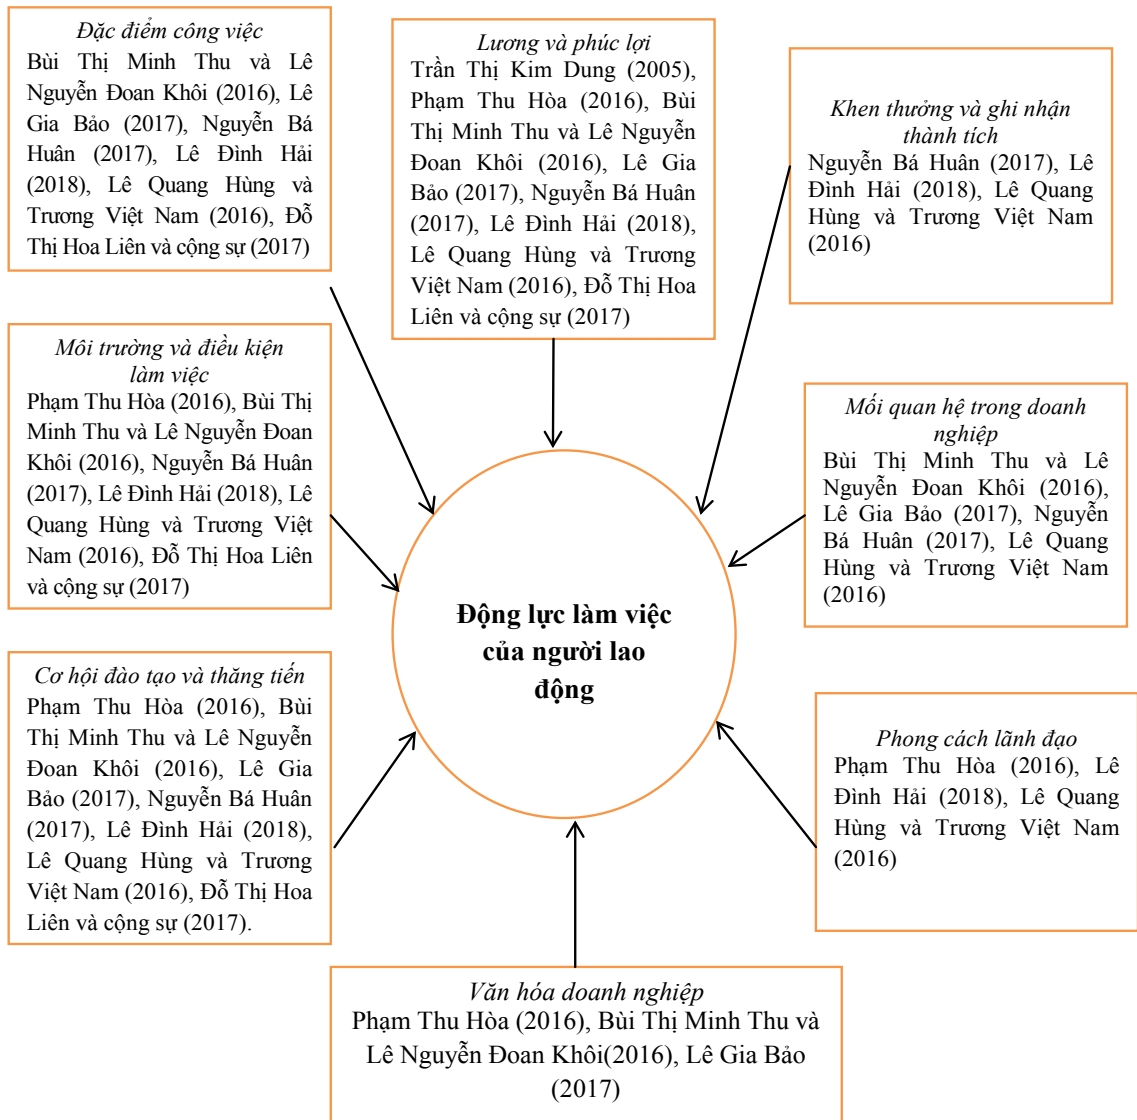 Đặc điểm công việc
Bùi Thị Minh Thu và Lê
Nguyễn Đoan Khôi (2016), Lê
Gia Bảo (2017), Nguyễn Bá
Huân (2017), Lê Đình Hải
(2018), Lê Quang Hùng và
Trương Việt Nam (2016), Đỗ
Thị Hoa Liên và cộng sự (2017)
Lương và phúc lợi
Trần Thị Kim Dung (2005),
Phạm Thu Hòa (2016), Bùi
Thị Minh Thu và Lê Nguyễn
Đoan Khôi (2016), Lê Gia
Bảo (2017), Nguyễn Bá Huân
(2017), Lê Đình Hải (2018),
Lê Quang Hùng và Trương
Việt Nam (2016), Đỗ Thị Hoa
Liên và cộng sự (2017)
Khen thưởng và ghi nhận
thành tích
Nguyễn Bá Huân (2017), Lê
Đình Hải (2018), Lê Quang
Hùng và Trương Việt Nam
(2016)
Môi trường và điều kiện
làm việc
Phạm Thu Hòa (2016), Bùi Thị
Minh Thu và Lê Nguyễn Đoan
Khôi (2016), Nguyễn Bá Huân
(2017), Lê Đình Hải (2018), Lê
Quang Hùng và Trương Việt
Nam (2016), Đỗ Thị Hoa Liên
và cộng sự (2017)
Mối quan hệ trong doanh
nghiệp
Bùi Thị Minh Thu và Lê
Nguyễn Đoan Khôi (2016),
Lê Gia Bảo (2017), Nguyễn
Bá Huân (2017), Lê Quang
Hùng và Trương Việt Nam
(2016)
Động lực làm việc
của người lao
động
Cơ hội đào tạo và thăng tiến
Phạm Thu Hòa (2016), Bùi
Thị Minh Thu và Lê Nguyễn
Đoan Khôi (2016), Lê Gia
Bảo (2017), Nguyễn Bá Huân
(2017), Lê Đình Hải (2018),
Lê Quang Hùng và Trương
Việt Nam (2016), Đỗ Thị Hoa
Liên và cộng sự (2017).
Phong cách lãnh đạo
Phạm Thu Hòa (2016), Lê
Đình Hải (2018), Lê Quang
Hùng và Trương Việt Nam
(2016)
Văn hóa doanh nghiệp
Phạm Thu Hòa (2016), Bùi Thị Minh Thu và
Lê Nguyễn Đoan Khôi(2016), Lê Gia Bảo
(2017)